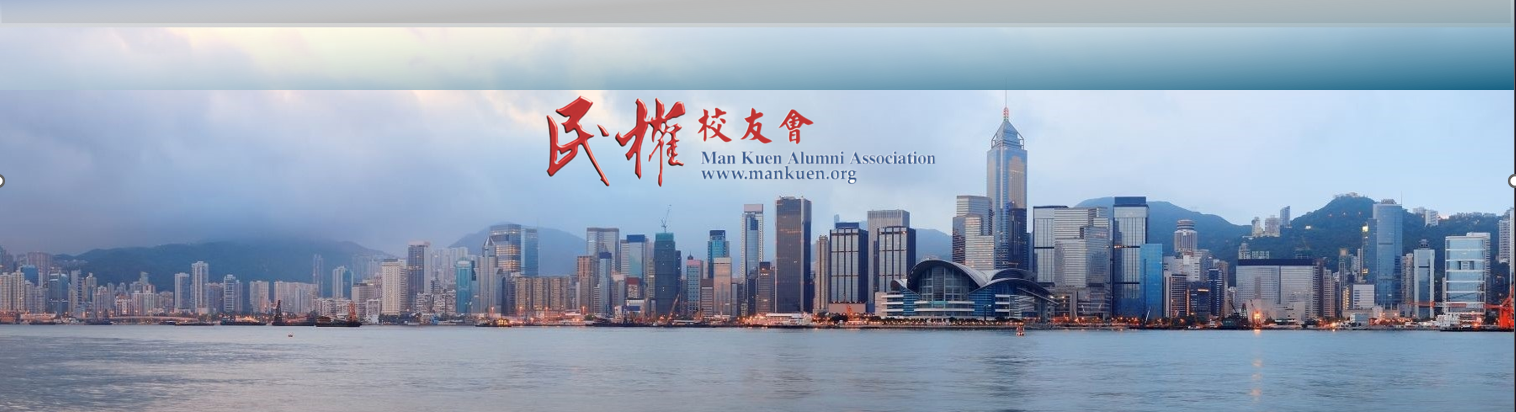 民權校友會
Man Kuen Alumni Association
www.mankuen.org